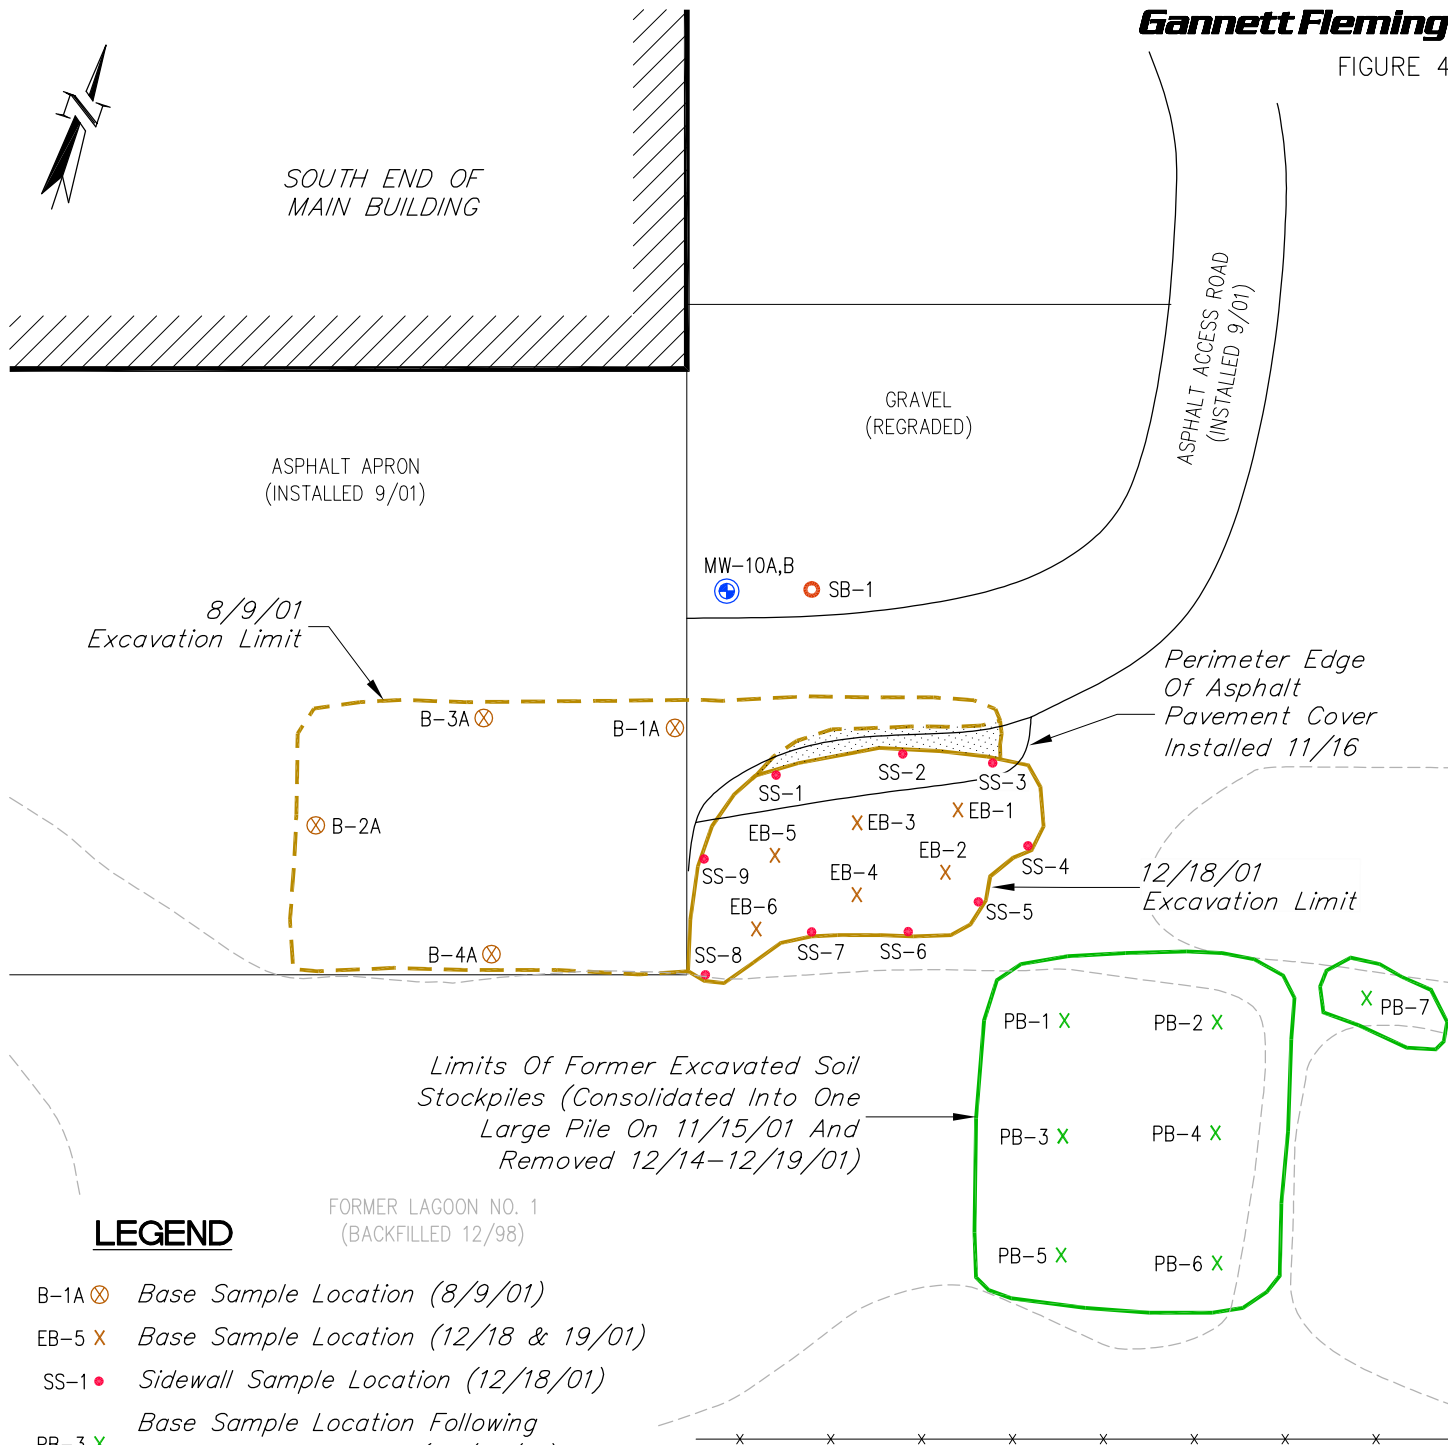 Gannett Fleming
FIGURE 4
N
SOUTH END OF
MAIN BUILDING
ASPHALT ACCESS ROAD
(INSTALLED 9/01)
GRAVEL
(REGRADED)
ASPHALT APRON
(INSTALLED 9/01)
MW-10A,B
SB-1
8/9/01
Excavation Limit
Perimeter Edge
Of Asphalt
Pavement Cover
Installed 11/16
B-3A
B-1A
SS-2
SS-3
SS-1
EB-1
EB-3
B-2A
EB-5
EB-2
SS-4
SS-9
EB-4
12/18/01
Excavation Limit
EB-6
SS-5
B-4A
SS-8
SS-7
SS-6
PB-7
PB-1
PB-2
Limits Of Former Excavated Soil
Stockpiles (Consolidated Into One
Large Pile On 11/15/01 And
Removed 12/14-12/19/01)
PB-3
PB-4
PB-5
PB-6
FORMER LAGOON NO. 1
(BACKFILLED 12/98)
LEGEND
B-1A Base Sample Location (8/9/01)
EB-5 X Base Sample Location (12/18 & 19/01)
SS-1 Sidewall Sample Location (12/18/01)
Base Sample Location Following
PB-3 X